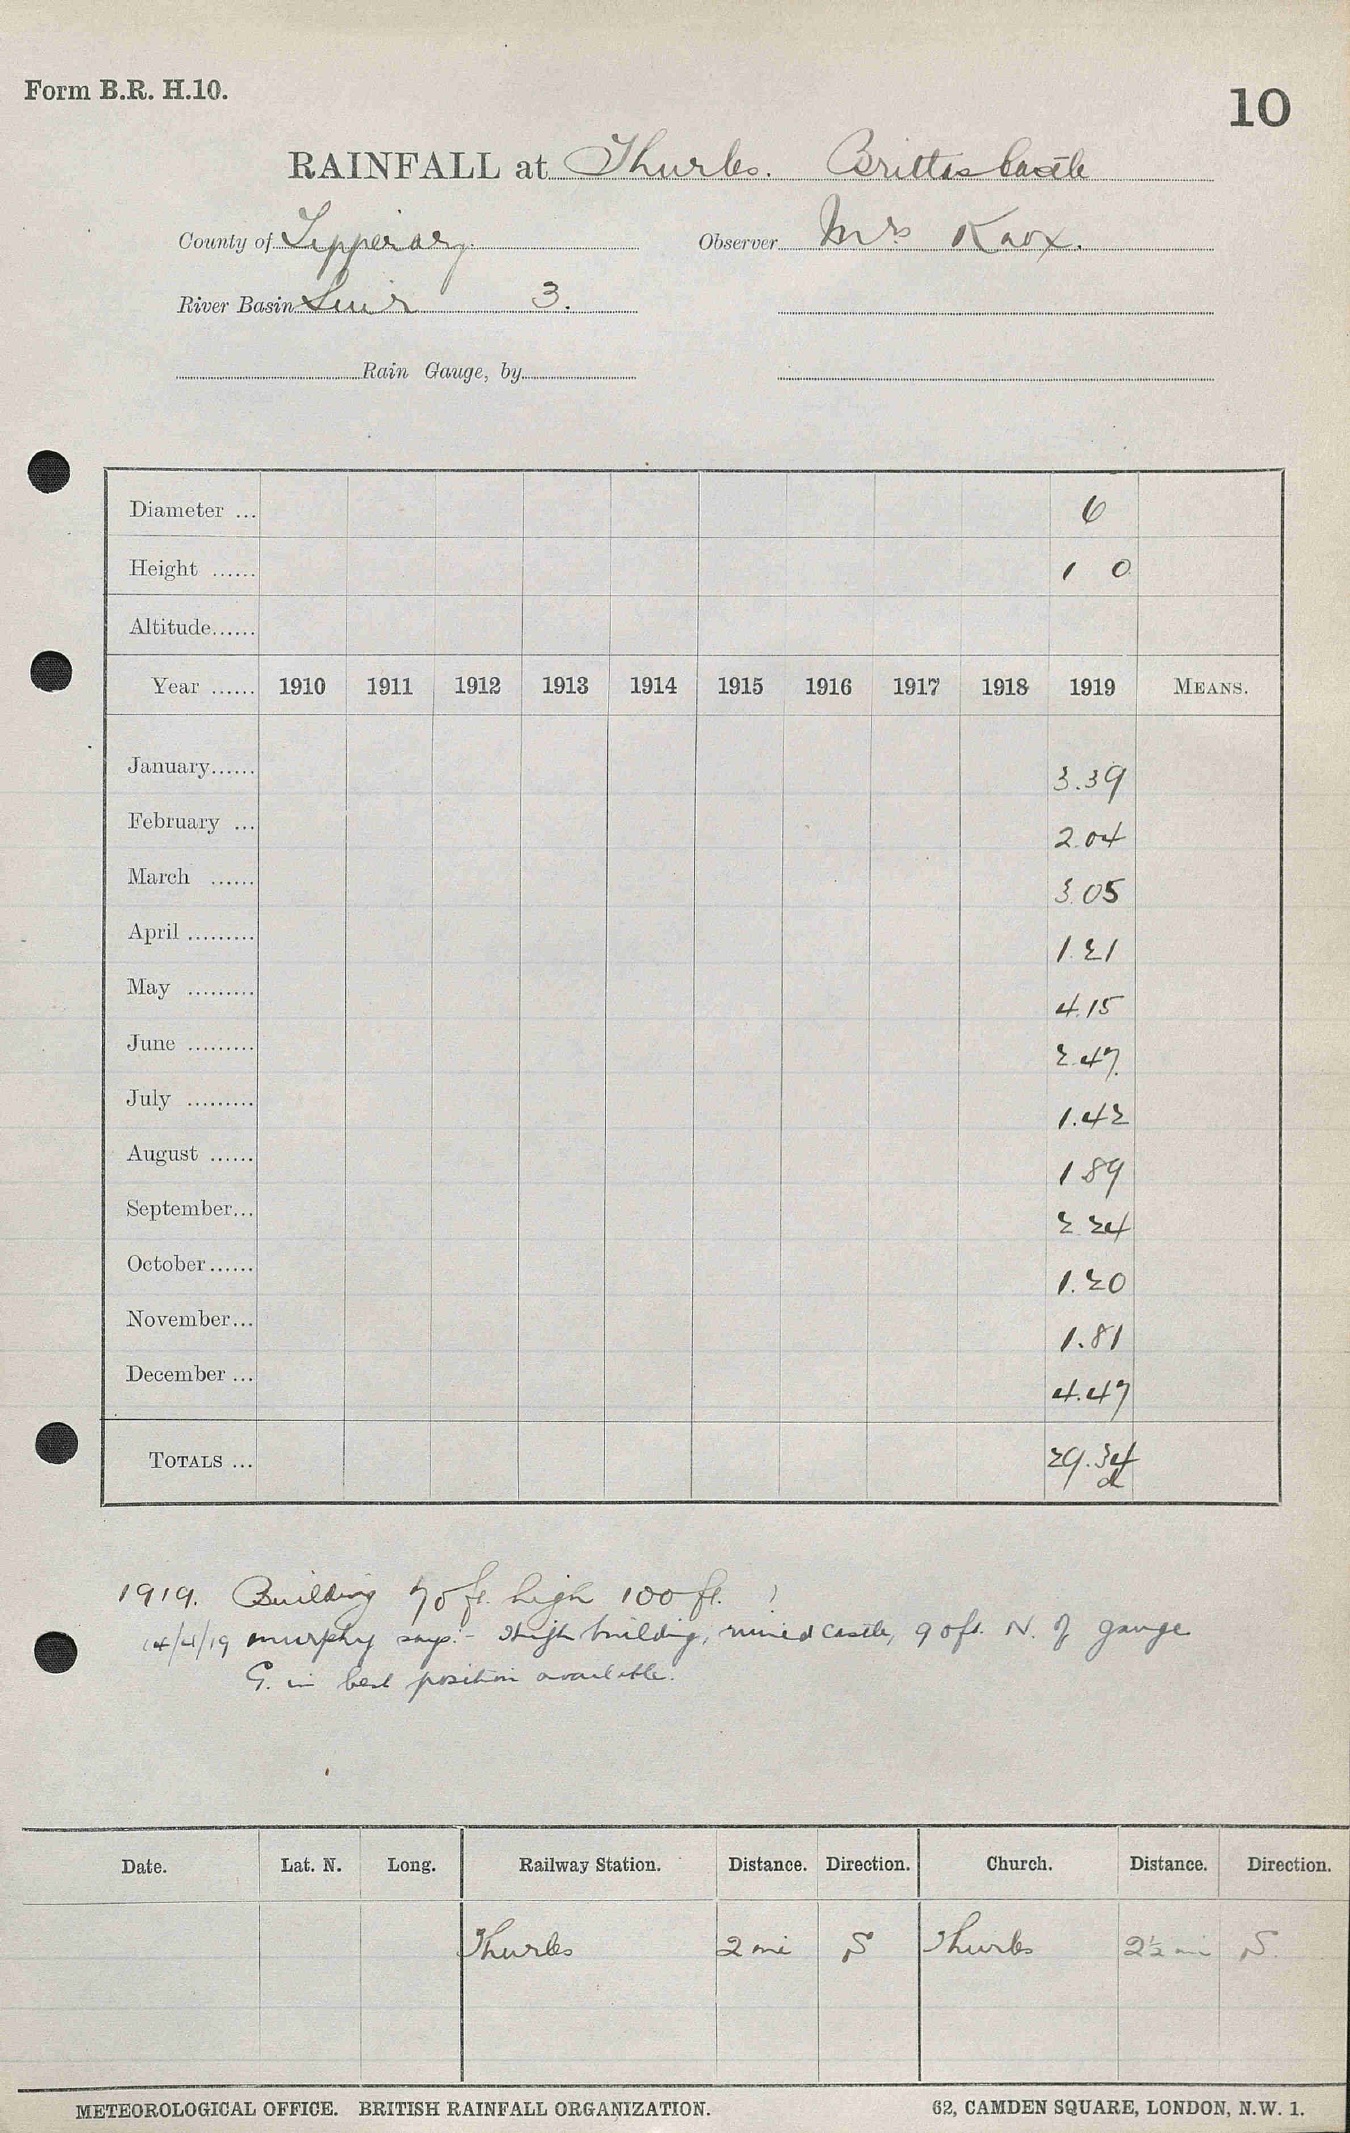 Form B.R. H.10.
10
RAINFALL at Thurles. Brittas Castle
County of Tipperary. Observer Mrs Knox.
River Basin Suir 3.
Rain Gauge, by
Diameter ... 6
Height ...... 1 0
Altitude......
Year ...... 1910 1911 1912 1913 1914 1915 1916 1917 1918 1919 MEANS.
January...... 3.39
February ... 2.04
March ...... 3.05
April ......... 1.21
May ......... 4.15
June ......... 2.47
July ......... 1.42
August ...... 1.89
September... 2.24
October...... 1.20
November... 1.81
December ... 4.47
TOTALS ... 29.34
1919. Building 70 ft. high 100 ft.
14/4/19 Murphy says:- High building, ruined castle, 90 ft. N. of gauge
G. in best position available.
Date. Lat. N. Long. Railway Station. Distance. Direction. Church. Distance. Direction.
Thurles 2 mi S Thurles 2½ mi S.
METEOROLOGICAL OFFICE. BRITISH RAINFALL ORGANIZATION. 62, CAMDEN SQUARE, LONDON, N.W. 1.